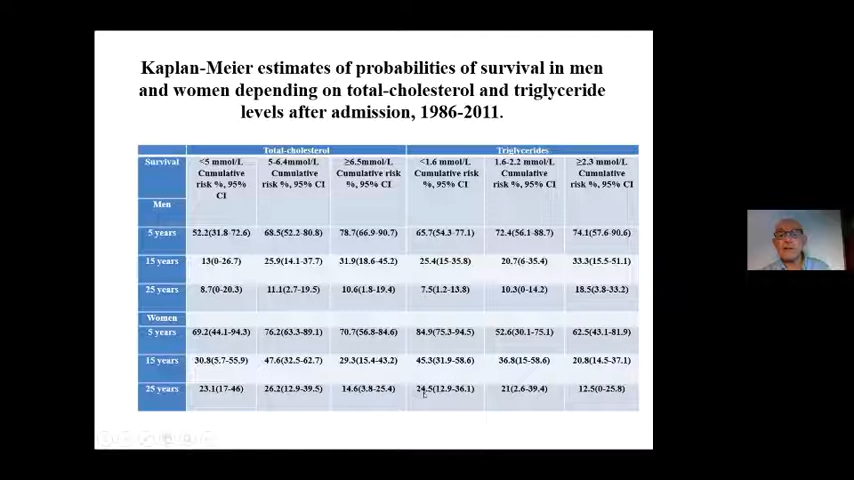 Kaplan-Meier estimates of probabilities of survival in men
and women depending on total-cholesterol and triglyceride
levels after admission, 1986-2011.
Total-cholesterol Triglycerides
Survival <5 mmol/L Cumulative risk %, 95% CI 5-6.4mmol/L Cumulative risk %, 95% CI ≥6.5mmol/L Cumulative risk %, 95% CI <1.6 mmol/L Cumulative risk %, 95% CI 1.6-2.2 mmol/L Cumulative risk %, 95% CI ≥2.3 mmol/L Cumulative risk %, 95% CI
Men
5 years 52.2(31.8-72.6) 68.5(52.2-80.8) 78.7(66.9-90.7) 65.7(54.3-77.1) 72.4(56.1-88.7) 74.1(57.6-90.6)
15 years 13(0-26.7) 25.9(14.1-37.7) 31.9(18.6-45.2) 25.4(15-35.8) 20.7(6-35.4) 33.3(15.5-51.1)
25 years 8.7(0-20.3) 11.1(2.7-19.5) 10.6(1.8-19.4) 7.5(1.2-13.8) 10.3(0-14.2) 18.5(3.8-33.2)
Women
5 years 69.2(44.1-94.3) 76.2(63.3-89.1) 70.7(56.8-84.6) 84.9(75.3-94.5) 52.6(30.1-75.1) 62.5(43.1-81.9)
15 years 30.8(5.7-55.9) 47.6(32.5-62.7) 29.3(15.4-43.2) 45.3(31.9-58.6) 36.8(15-58.6) 20.8(14.5-37.1)
25 years 23.1(17-46) 26.2(12.9-39.5) 14.6(3.8-25.4) 24.5(12.9-36.1) 21(2.6-39.4) 12.5(0-25.8)